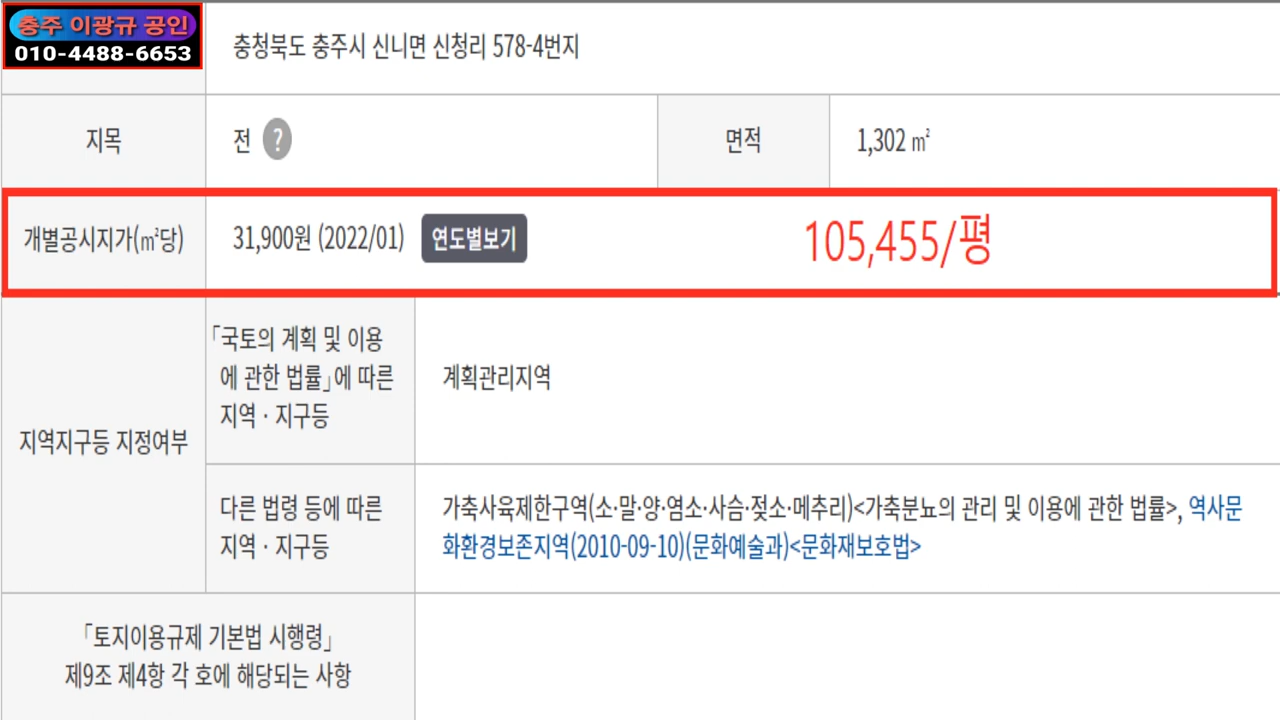 충주 이광규 공인
010-4488-6653
충청북도 충주시 신니면 신청리 578-4번지
지목
전 ?
면적
1,302 ㎡
개별공시지가(㎡당)
31,900원 (2022/01)
연도별보기
105,455/평
지역지구등 지정여부
「국토의 계획 및 이용
에 관한 법률」에 따른
지역 · 지구등
계획관리지역
다른 법령 등에 따른
지역 · 지구등
가축사육제한구역(소·말·양·염소·사슴·젖소·메추리)<가축분뇨의 관리 및 이용에 관한 법률>, 역사문
화환경보존지역(2010-09-10)(문화예술과)<문화재보호법>
「토지이용규제 기본법 시행령」
제9조 제4항 각 호에 해당되는 사항